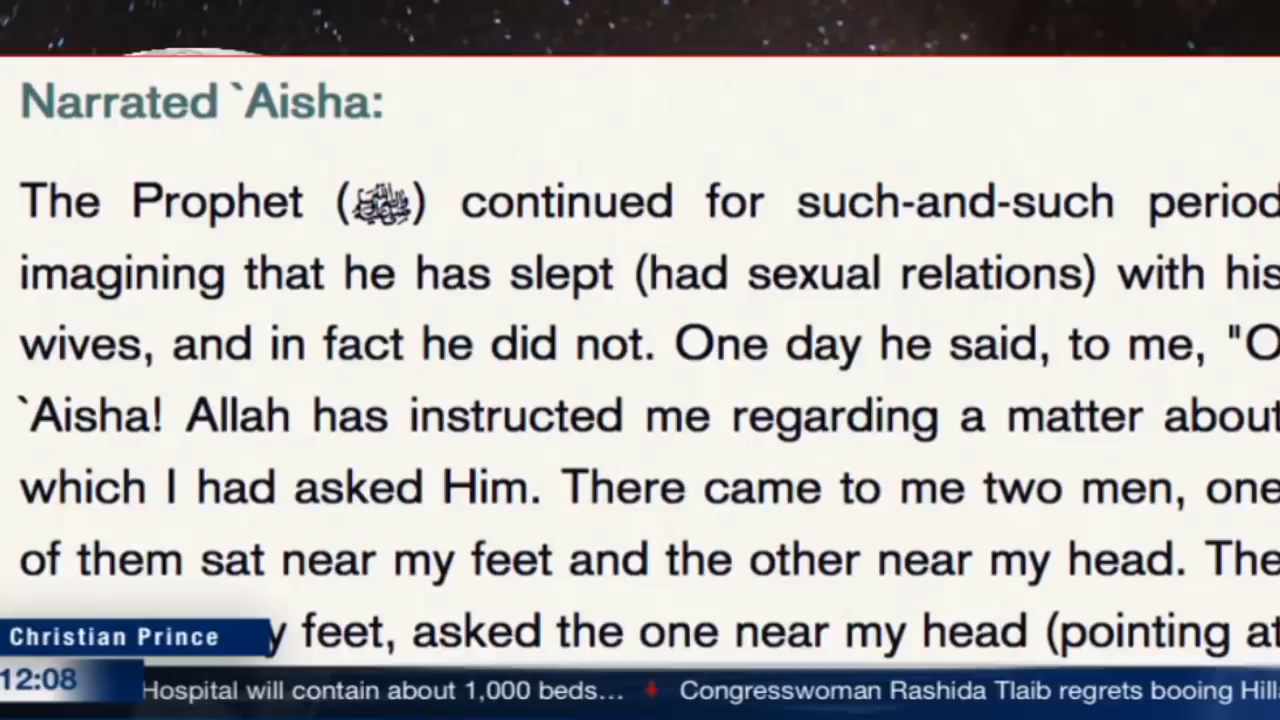 Narrated `Aisha:
The Prophet (ﷺ) continued for such-and-such period
imagining that he has slept (had sexual relations) with his
wives, and in fact he did not. One day he said, to me, "O
`Aisha! Allah has instructed me regarding a matter about
which I had asked Him. There came to me two men, one
of them sat near my feet and the other near my head. The
y feet, asked the one near my head (pointing at
Christian Prince
12:08
Hospital will contain about 1,000 beds... Congresswoman Rashida Tlaib regrets booing Hill